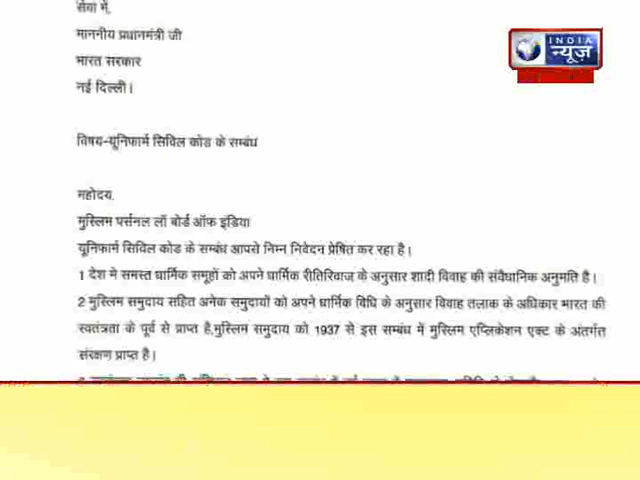 सेवा में,
INDIA
न्यूज़
माननीय प्रधानमंत्री जी
भारत सरकार
नई दिल्ली।
विषय-यूनिफार्म सिविल कोड के सम्बंध
महोदय,
मुस्लिम पर्सनल लॉ बोर्ड ऑफ इंडिया
यूनिफार्म सिविल कोड के सम्बंध आपसे निम्न निवेदन प्रेषित कर रहा है।
1 देश मे समस्त धार्मिक समूहों को अपने धार्मिक रीतिरिवाज के अनुसार शादी विवाह की संवैधानिक अनुमति है।
2 मुस्लिम समुदाय सहित अनेक समुदायों को अपने धार्मिक विधि के अनुसार विवाह तलाक के अधिकार भारत की
स्वतंत्रता के पूर्व से प्राप्त है,मुस्लिम समुदाय को 1937 से इस सम्बंध में मुस्लिम एप्लिकेशन एक्ट के अंतर्गत
संरक्षण प्राप्त है।